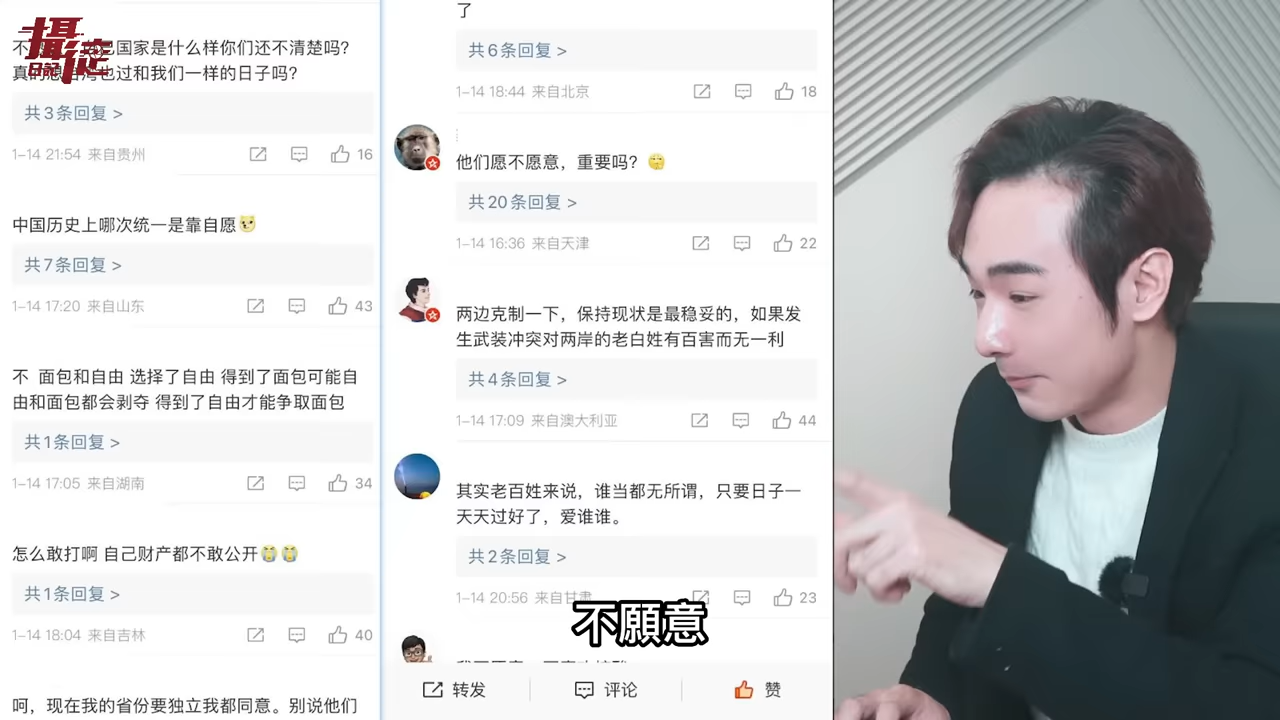 攝徒
日記
国家是什么样你们还不清楚吗?
也过和我们一样的日子吗?
共3条回复 >
1-14 21:54 来自贵州
16
中国历史上哪次统一是靠自愿
共7条回复 >
1-14 17:20 来自山东
43
不 面包和自由 选择了自由 得到了面包可能自
由和面包都会剥夺 得到了自由才能争取面包
共1条回复 >
1-14 17:05 来自湖南
34
怎么敢打啊 自己财产都不敢公开
共1条回复 >
1-14 18:04 来自吉林
40
呵，现在我的省份要独立我都同意。别说他们
了
共6条回复 >
1-14 18:44 来自北京
18
他们愿不愿意，重要吗?
共20条回复 >
1-14 16:36 来自天津
22
两边克制一下，保持现状是最稳妥的，如果发
生武装冲突对两岸的老白姓有百害而无一利
共4条回复 >
1-14 17:09 来自澳大利亚
44
其实老百姓来说，谁当都无所谓，只要日子一
天天过好了，爱谁谁。
共2条回复 >
1-14 20:56 来自甘肃
23
不願意
转发
评论
赞